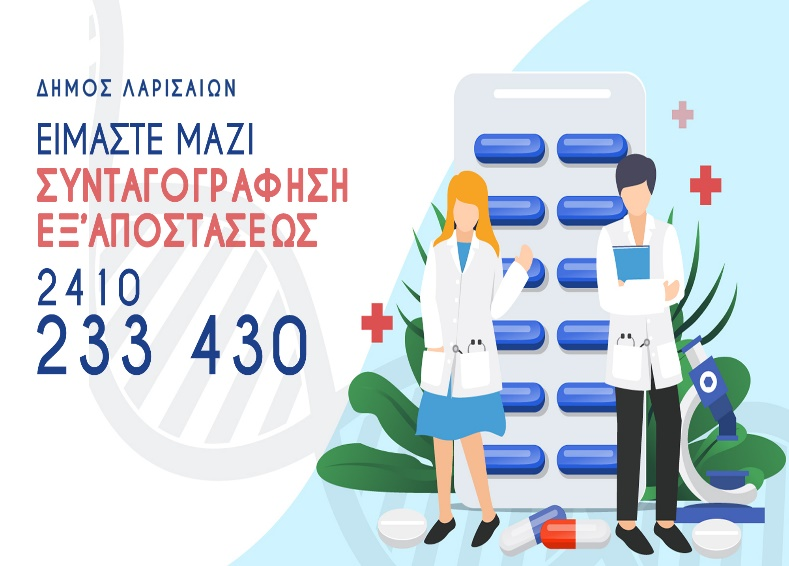 ΔΗΜΟΣ ΛΑΡΙΣΑΙΩΝ
ΕΙΜΑΣΤΕ ΜΑΖΙ
ΣΥΝΤΑΓΟΓΡΑΦΗΣΗ
ΕΞ'ΑΠΟΣΤΑΣΕΩΣ
2410
233 430